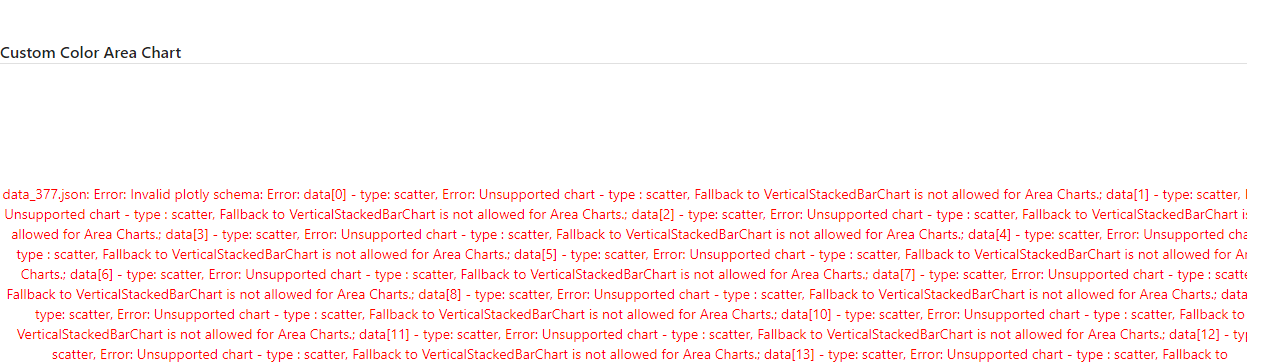 Custom Color Area Chart
data_377.json: Error: Invalid plotly schema: Error: data[0] - type: scatter, Error: Unsupported chart - type : scatter, Fallback to VerticalStackedBarChart is not allowed for Area Charts.; data[1] - type: scatter,
Unsupported chart - type : scatter, Fallback to VerticalStackedBarChart is not allowed for Area Charts.; data[2] - type: scatter, Error: Unsupported chart - type : scatter, Fallback to VerticalStackedBarChart
allowed for Area Charts.; data[3] - type: scatter, Error: Unsupported chart - type : scatter, Fallback to VerticalStackedBarChart is not allowed for Area Charts.; data[4] - type: scatter, Error: Unsupported
type : scatter, Fallback to VerticalStackedBarChart is not allowed for Area Charts.; data[5] - type: scatter, Error: Unsupported chart - type : scatter, Fallback to VerticalStackedBarChart is not allowed for
Charts.; data[6] - type: scatter, Error: Unsupported chart - type : scatter, Fallback to VerticalStackedBarChart is not allowed for Area Charts.; data[7] - type: scatter, Error: Unsupported chart - type :
Fallback to VerticalStackedBarChart is not allowed for Area Charts.; data[8] - type: scatter, Error: Unsupported chart - type : scatter, Fallback to VerticalStackedBarChart is not allowed for Area Charts.; data
type: scatter, Error: Unsupported chart - type : scatter, Fallback to VerticalStackedBarChart is not allowed for Area Charts.; data[10] - type: scatter, Error: Unsupported chart - type : scatter, Fallback to
VerticalStackedBarChart is not allowed for Area Charts.; data[11] - type: scatter, Error: Unsupported chart - type : scatter, Fallback to VerticalStackedBarChart is not allowed for Area Charts.; data[12] -
scatter, Error: Unsupported chart - type : scatter, Fallback to VerticalStackedBarChart is not allowed for Area Charts.; data[13] - type: scatter, Error: Unsupported chart - type : scatter, Fallback to